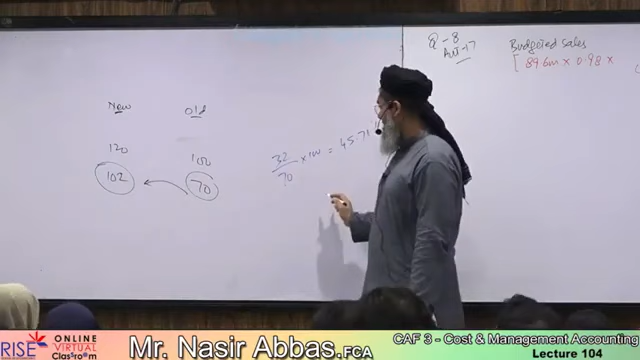 New Old
120 100
102 70
32/70 × 100 = 45.71
Q-8
Aut-17
Budgeted Sales
[ 89.6m × 0.98 ×
RISE
ONLINE
VIRTUAL
Classroom
Mr. Nasir Abbas,FCA
CAF 3 - Cost & Management Accounting
Lecture 104